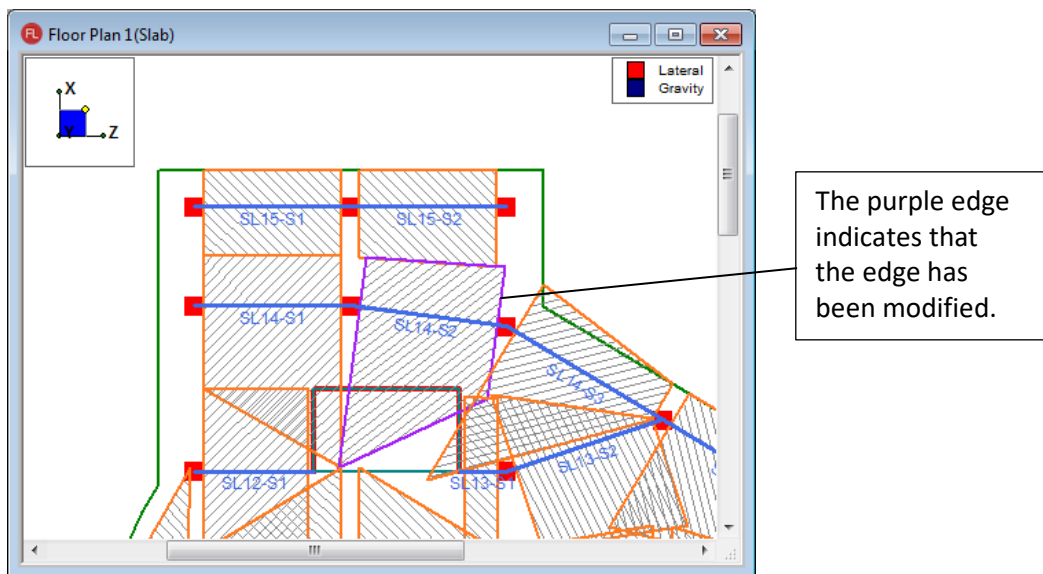 FL Floor Plan 1(Slab)
X
Y
Z
Lateral
Gravity
SL15-S1
SL15-S2
SL14-S1
SL14-S2
SL14-S3
SL12-S1
SL13-S1
SL13-S2
The purple edge
indicates that
the edge has
been modified.